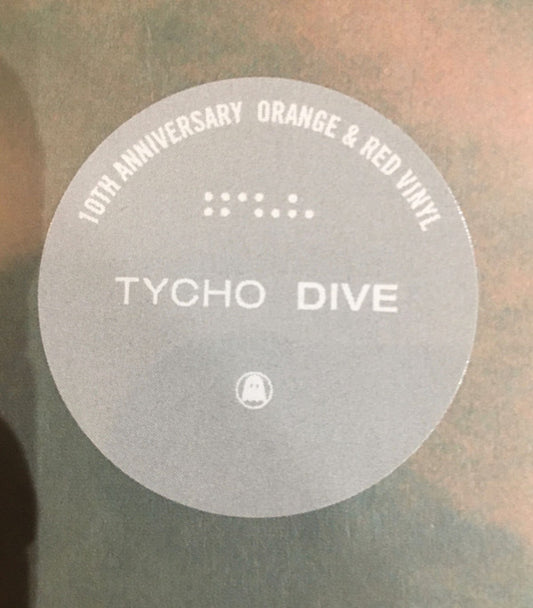 10TH ANNIVERSARY ORANGE & RED VINYL
TYCHO DIVE